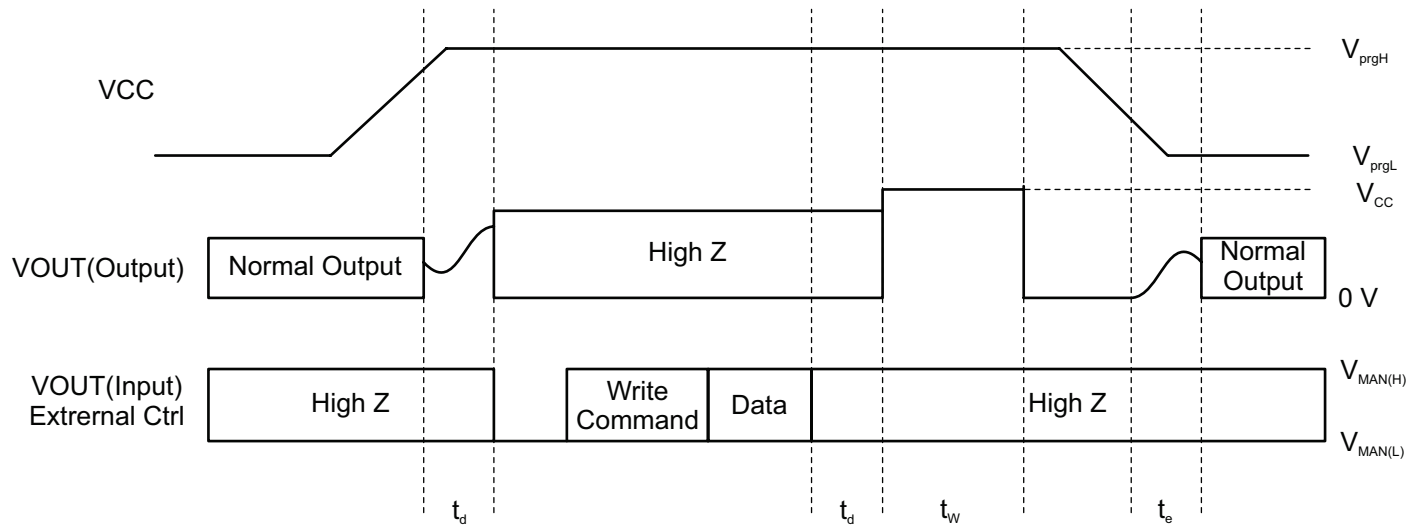 VCC
V_prgH
V_prgL
V_CC
VOUT(Output)
Normal Output
High Z
Normal
Output
0 V
VOUT(Input)
Extrernal Ctrl
High Z
Write
Command
Data
High Z
V_MAN(H)
V_MAN(L)
t_d
t_d
t_W
t_e